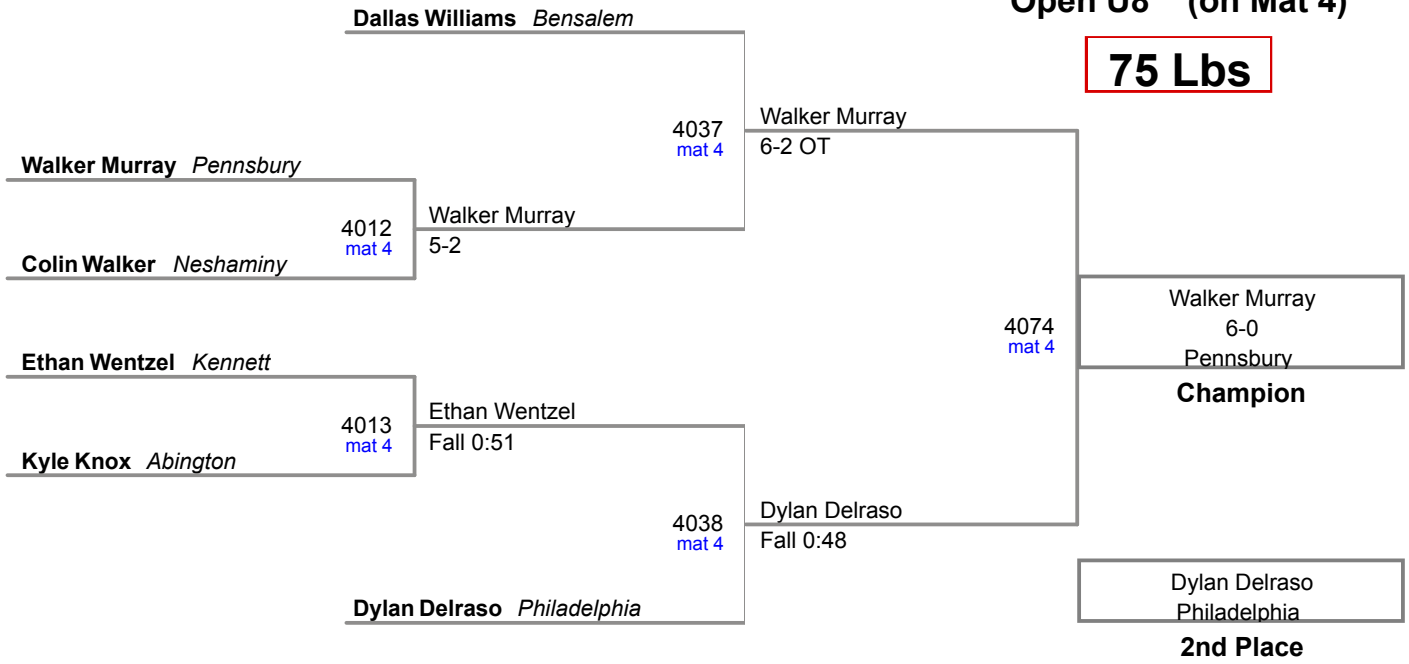 Open U8 (on Mat 4)
75 Lbs
Dallas Williams Bensalem
4037
mat 4
Walker Murray
6-2 OT
Walker Murray Pennsbury
4012
mat 4
Walker Murray
5-2
Colin Walker Neshaminy
4074
mat 4
Walker Murray
6-0
Pennsbury
Champion
Ethan Wentzel Kennett
4013
mat 4
Ethan Wentzel
Fall 0:51
Kyle Knox Abington
4038
mat 4
Dylan Delraso
Fall 0:48
Dylan Delraso Philadelphia
Dylan Delraso
Philadelphia
2nd Place